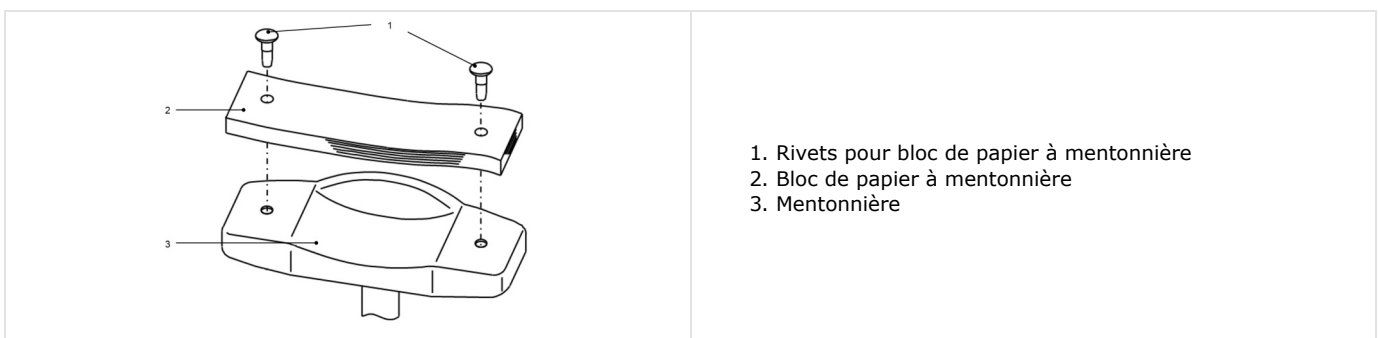 1
2
3
1. Rivets pour bloc de papier à mentonnière
2. Bloc de papier à mentonnière
3. Mentonnière